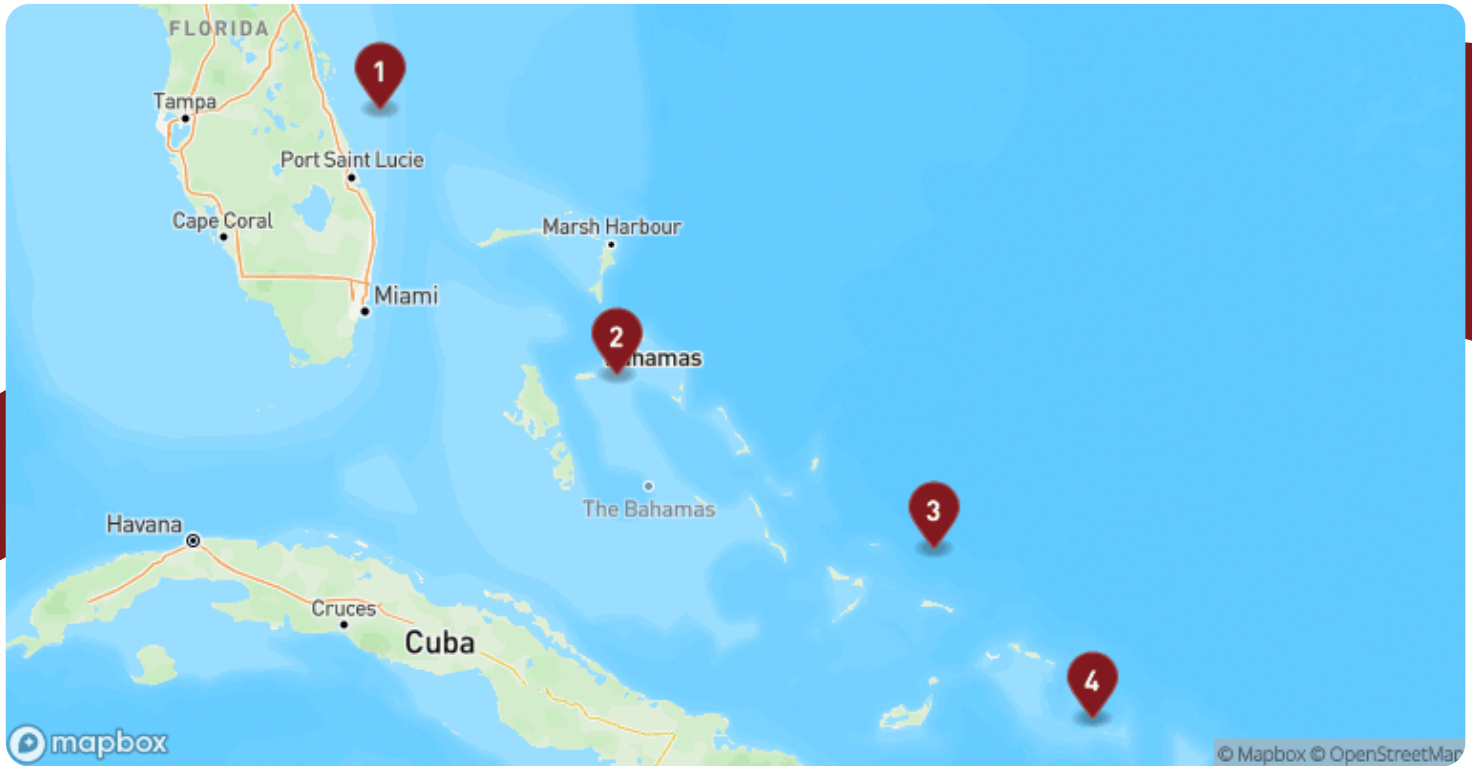 FLORIDA
1
Tampa
Port Saint Lucie
Cape Coral
Marsh Harbour
Miami
2
hamas
The Bahamas
3
Havana
Cruces
Cuba
4
mapbox
© Mapbox © OpenStreetMap